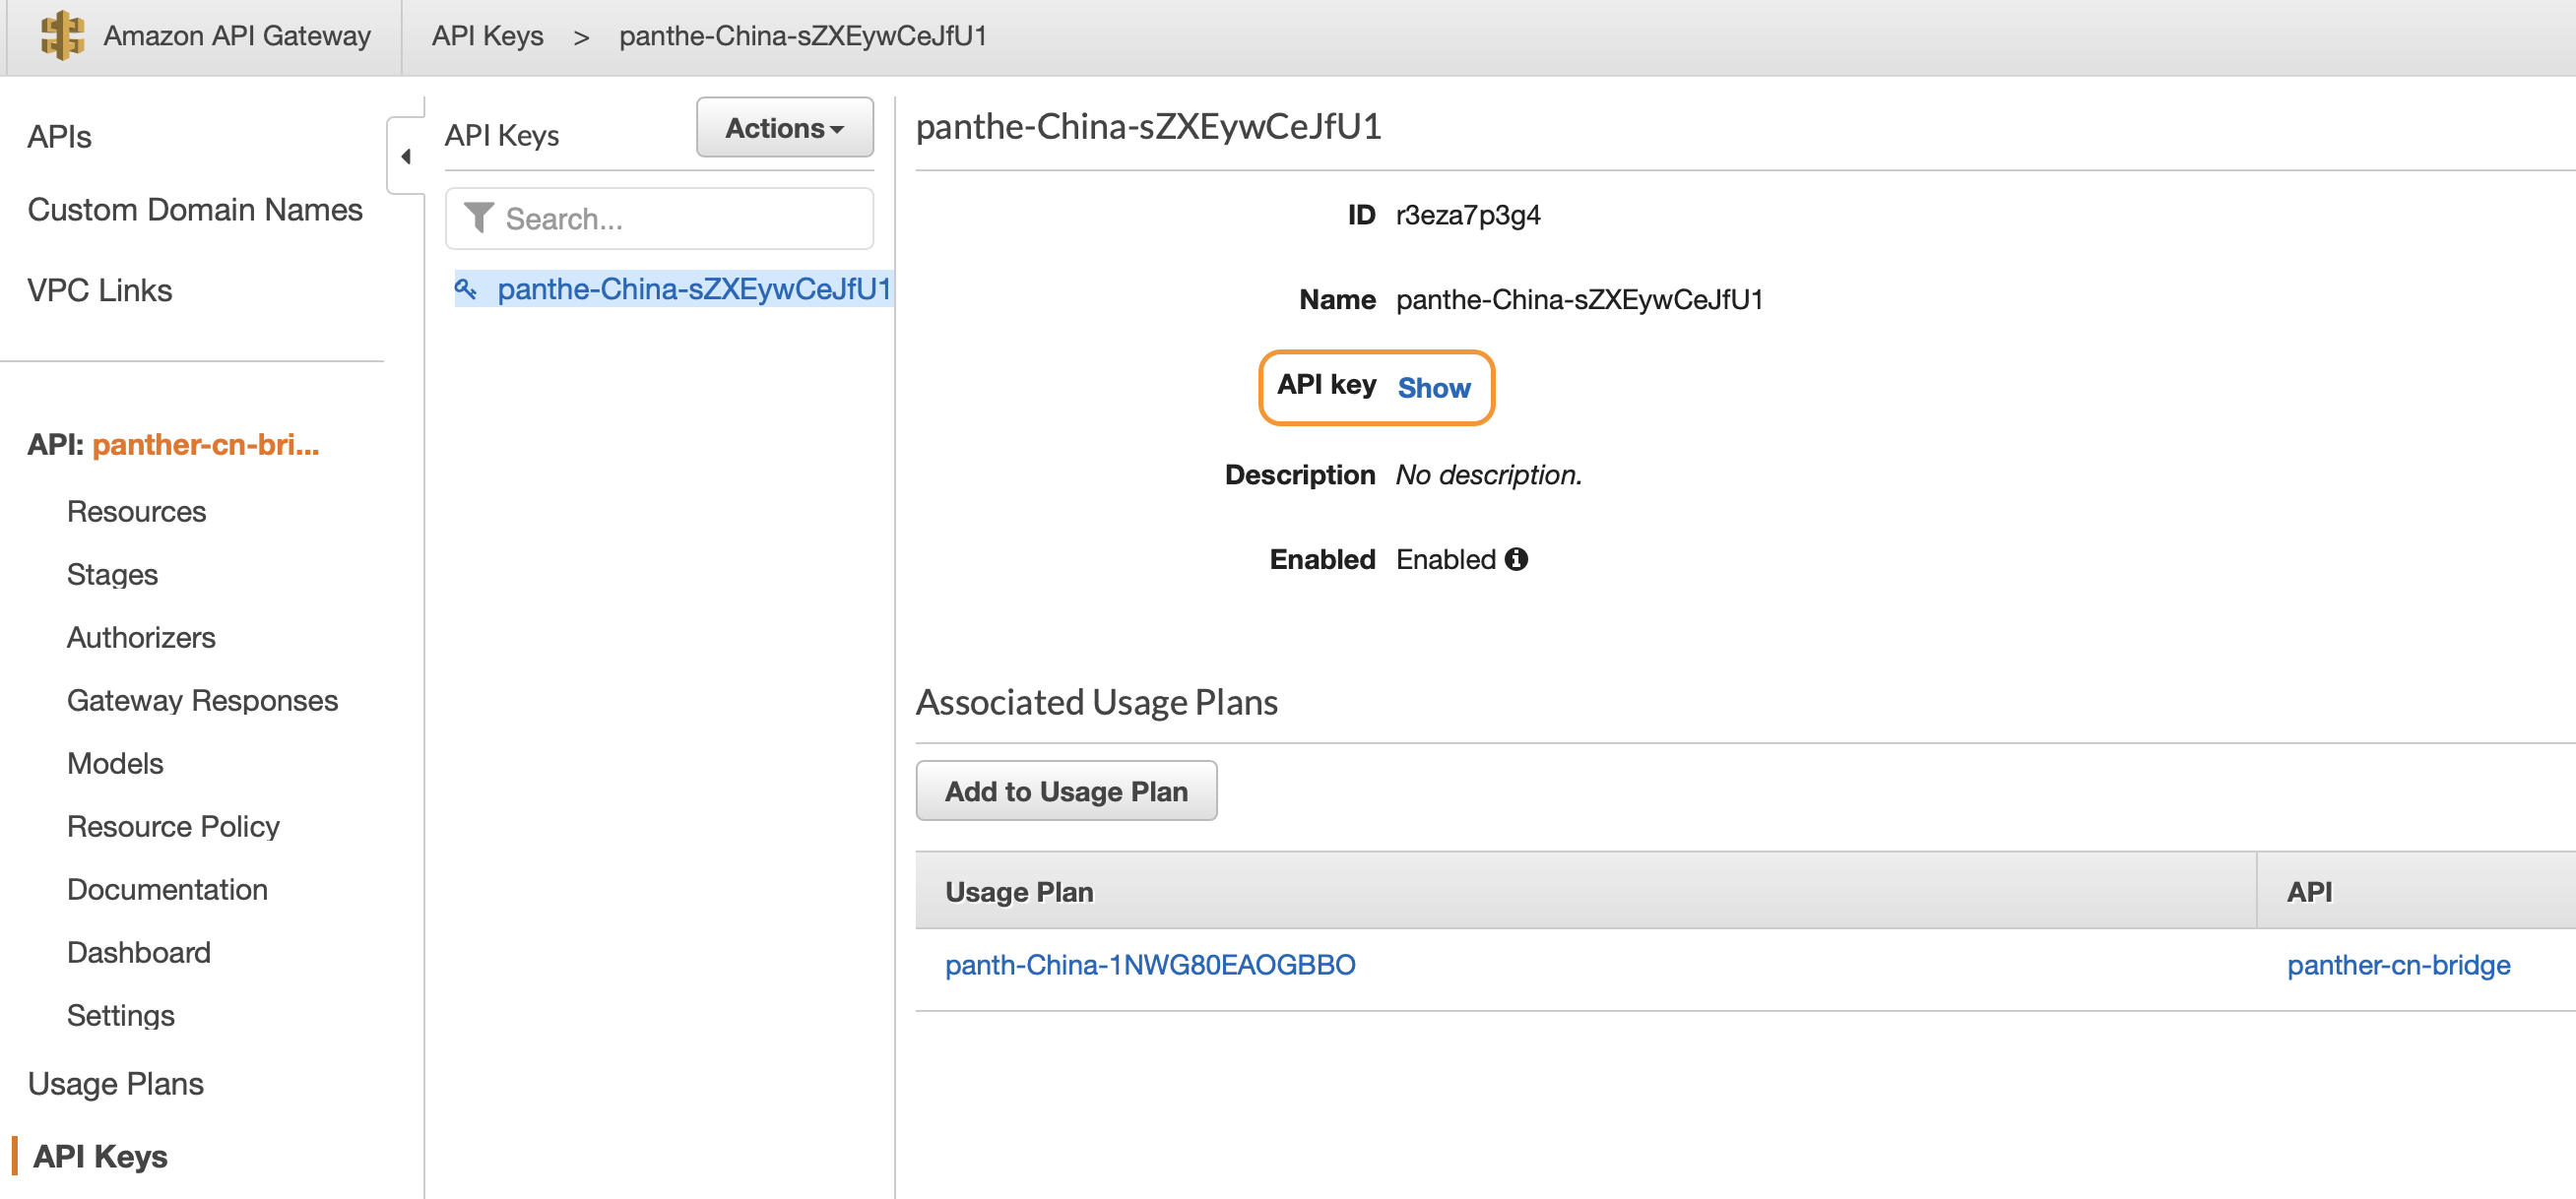 Amazon API Gateway
API Keys > panthe-China-sZXEywCeJfU1
APIs
Custom Domain Names
VPC Links
API: panther-cn-bri...
Resources
Stages
Authorizers
Gateway Responses
Models
Resource Policy
Documentation
Dashboard
Settings
Usage Plans
API Keys
API Keys
Actions
Search...
panthe-China-sZXEywCeJfU1
panthe-China-sZXEywCeJfU1
ID r3eza7p3g4
Name panthe-China-sZXEywCeJfU1
API key Show
Description No description.
Enabled Enabled
Associated Usage Plans
Add to Usage Plan
Usage Plan API
panth-China-1NWG80EAOGBBO panther-cn-bridge